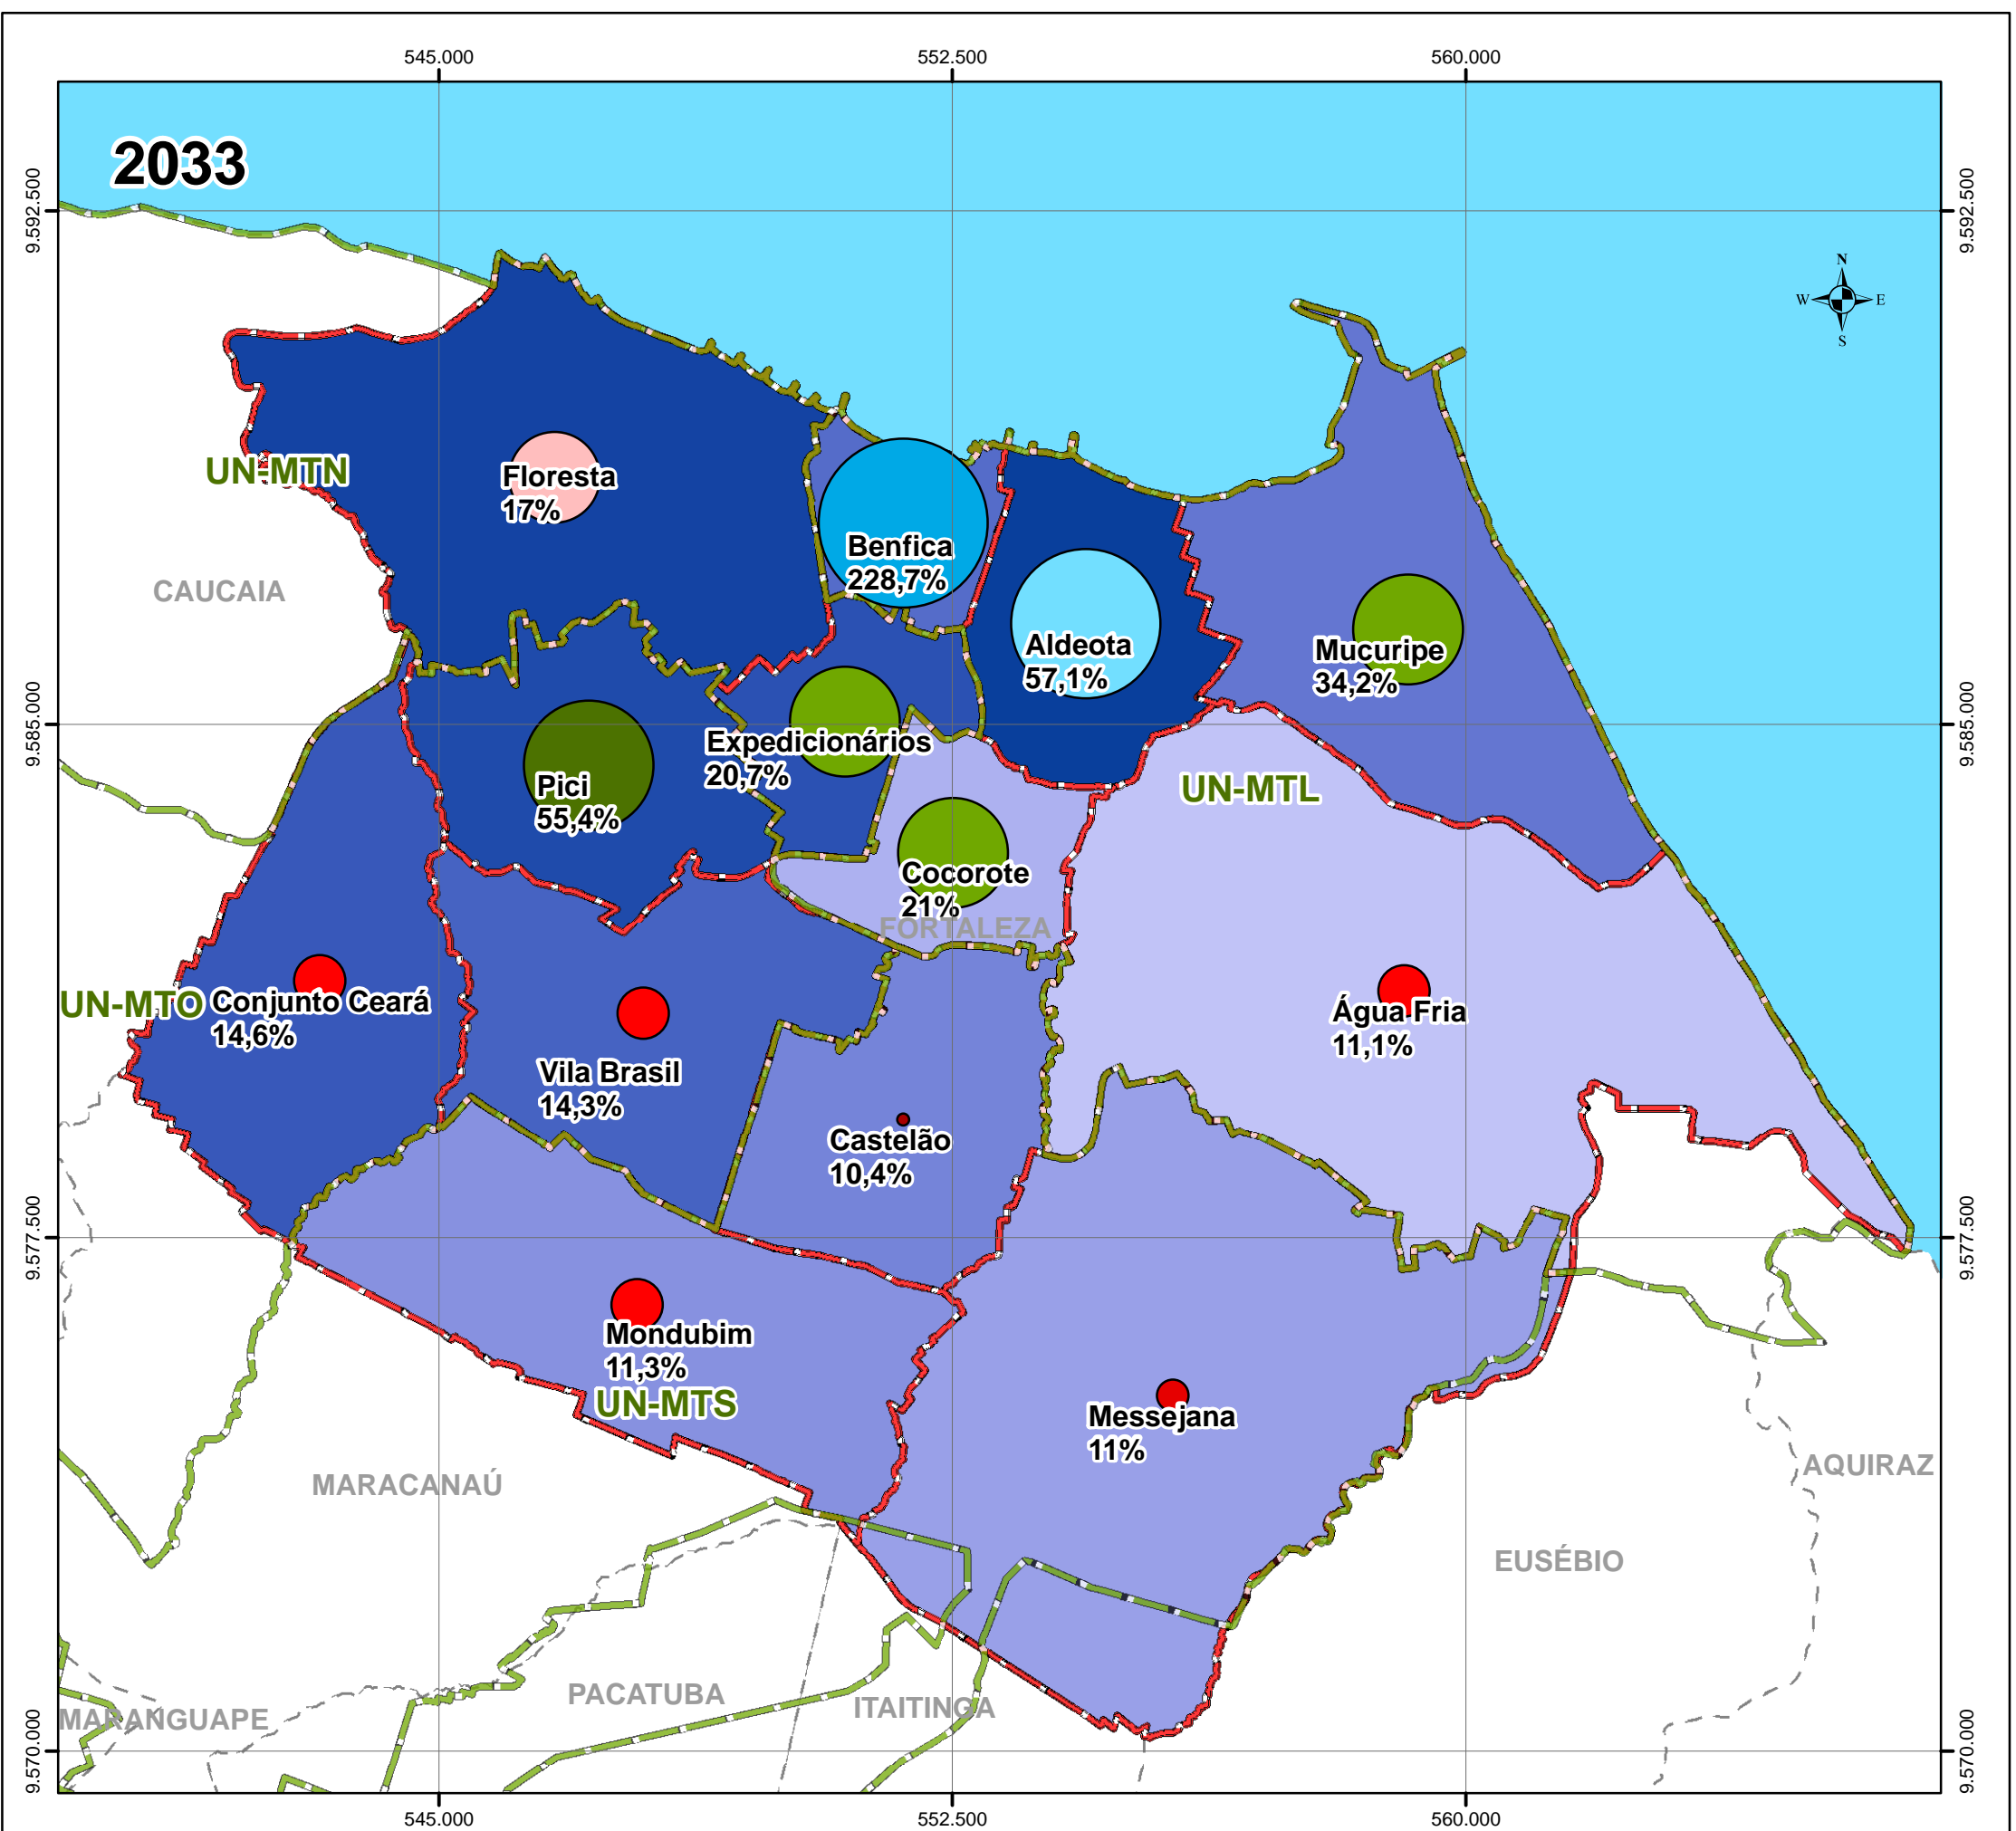 545.000
552.500
560.000
2033
9.592.500
9.592.500
N
W
E
S
UN-MTN
Floresta
17%
Benfica
228,7%
CAUCAIA
Aldeota
57,1%
Mucuripe
34,2%
9.585.000
9.585.000
Expedicionários
20,7%
Pici
55,4%
UN-MTL
Cocorote
21%
FORTALEZA
UN-MTO
Conjunto Ceará
14,6%
Água Fria
11,1%
Vila Brasil
14,3%
Castelão
10,4%
9.577.500
9.577.500
Mondubim
11,3%
UN-MTS
Messejana
11%
MARACANAÚ
AQUIRAZ
EUSÉBIO
PACATUBA
ITAITINGA
MARANGUAPE
9.570.000
9.570.000
545.000
552.500
560.000